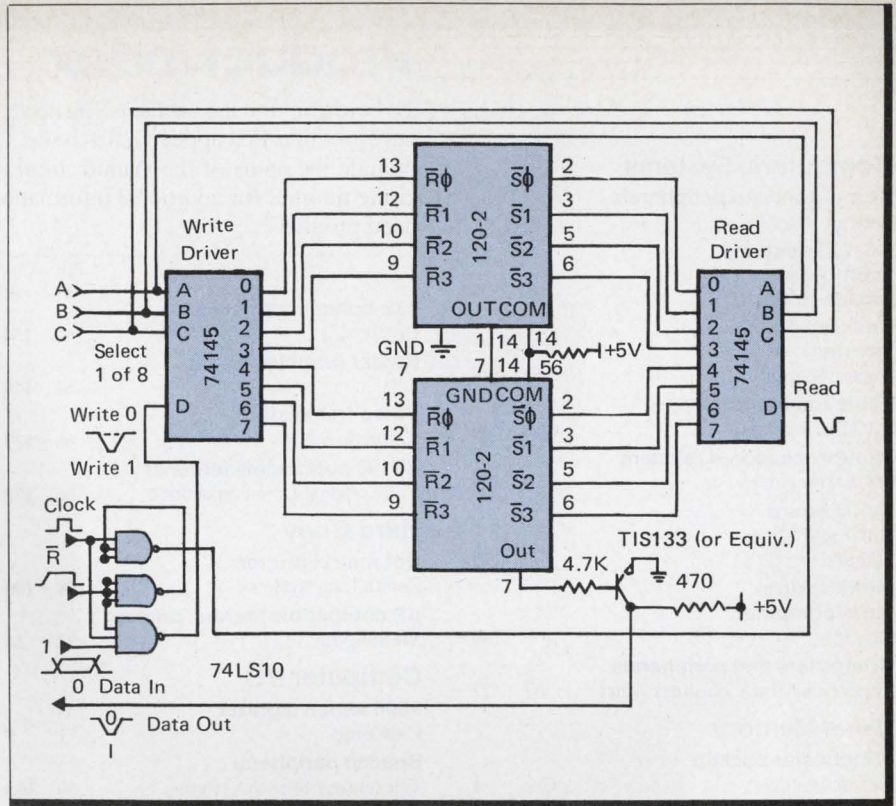 Write
Driver
A
B
C
A
B
C
D
0
1
2
3
4
5
6
7
74145
Select
1 of 8
Write 0
Write 1
13
12
10
9
R̅ϕ
R̅1
R̅2
R̅3
120-2
S̅ϕ
S̅1
S̅2
S̅3
2
3
5
6
OUT COM
GND
7
1 14 14
7 56
+5V
GND COM
13
12
10
9
R̅ϕ
R̅1
R̅2
R̅3
120-2
S̅ϕ
S̅1
S̅2
S̅3
2
3
5
6
Out
7
Read
Driver
0
1
2
3
4
5
6
7
74145
A
B
C
D
Read
TIS133 (or Equiv.)
4.7K
470
+5V
Clock
R̅
1
0 Data In
74LS10
0 Data Out
1